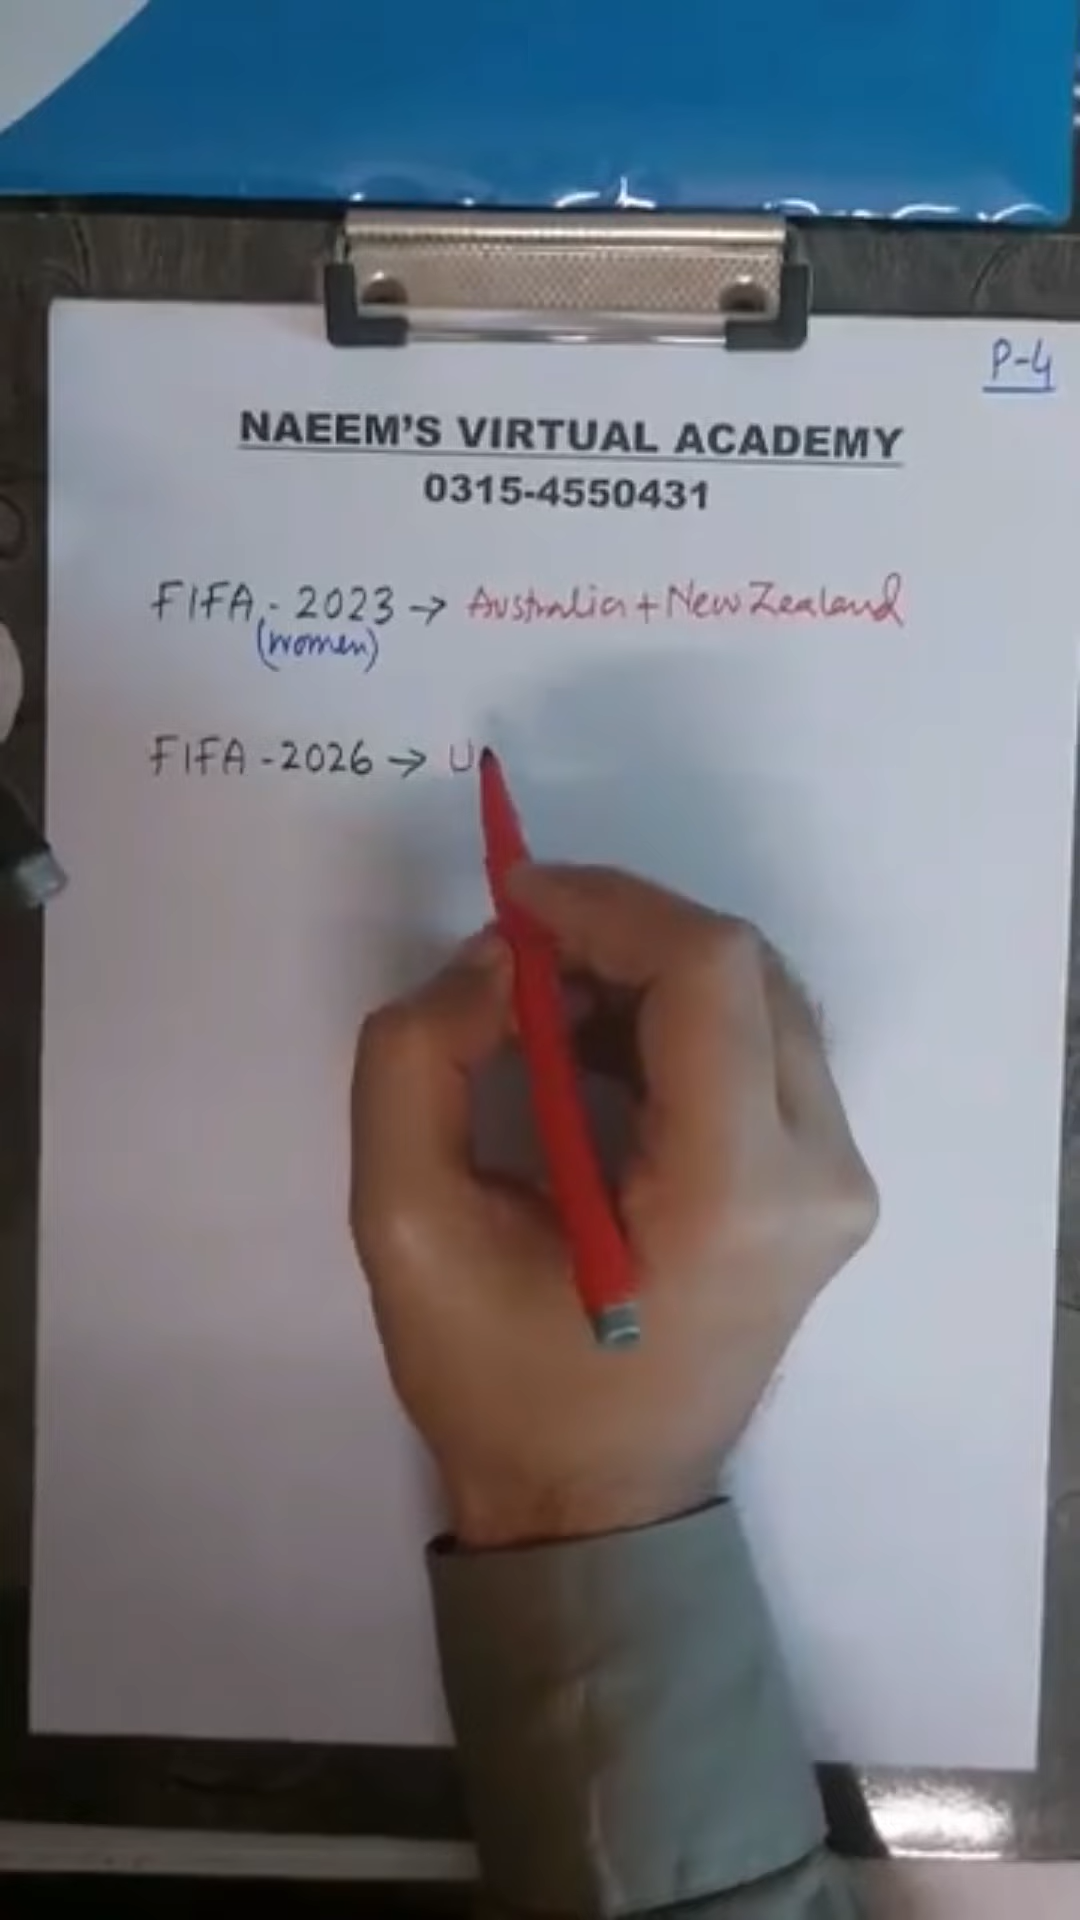 P-4
NAEEM'S VIRTUAL ACADEMY
0315-4550431
FIFA - 2023 → Australia + New Zealand
(women)
FIFA - 2026 → U